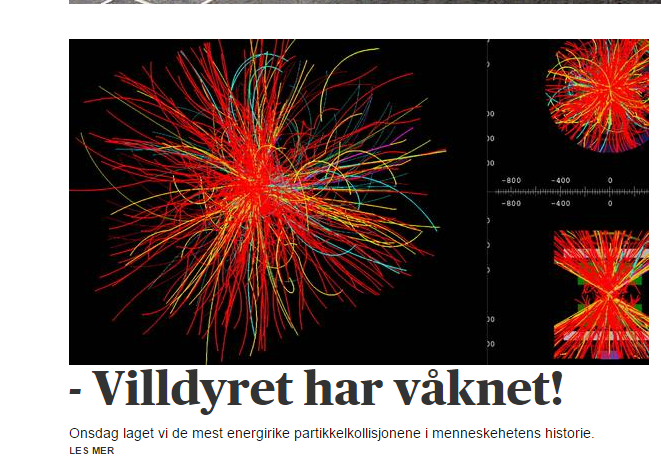 -800 -400 0
-800 -400 0
- Villdyret har våknet!
Onsdag laget vi de mest energirike partikkelkollisjonene i menneskehetens historie.
LES MER